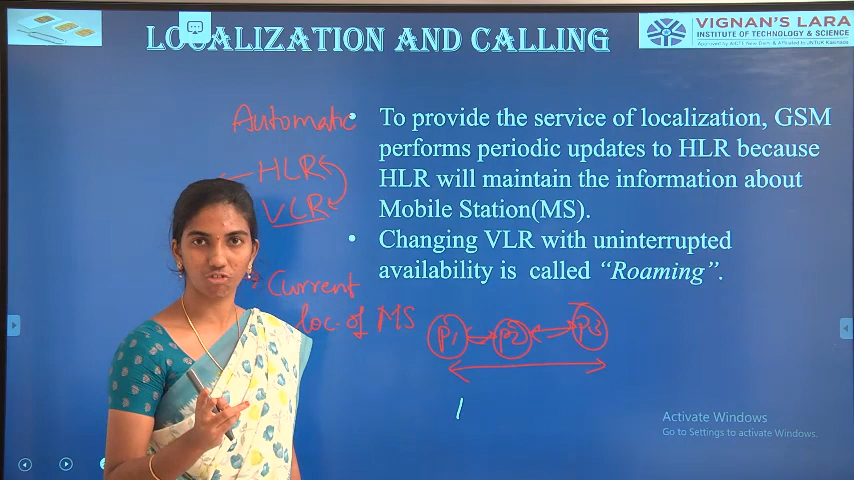 LOCALIZATION AND CALLING
VIGNAN'S LARA
INSTITUTE OF TECHNOLOGY & SCIENCE
Automatic
HLR
VLR
Current
loc. of MS
• To provide the service of localization, GSM
performs periodic updates to HLR because
HLR will maintain the information about
Mobile Station(MS).
• Changing VLR with uninterrupted
availability is called “Roaming”.
P1 P2 P3
Activate Windows
Go to Settings to activate Windows.